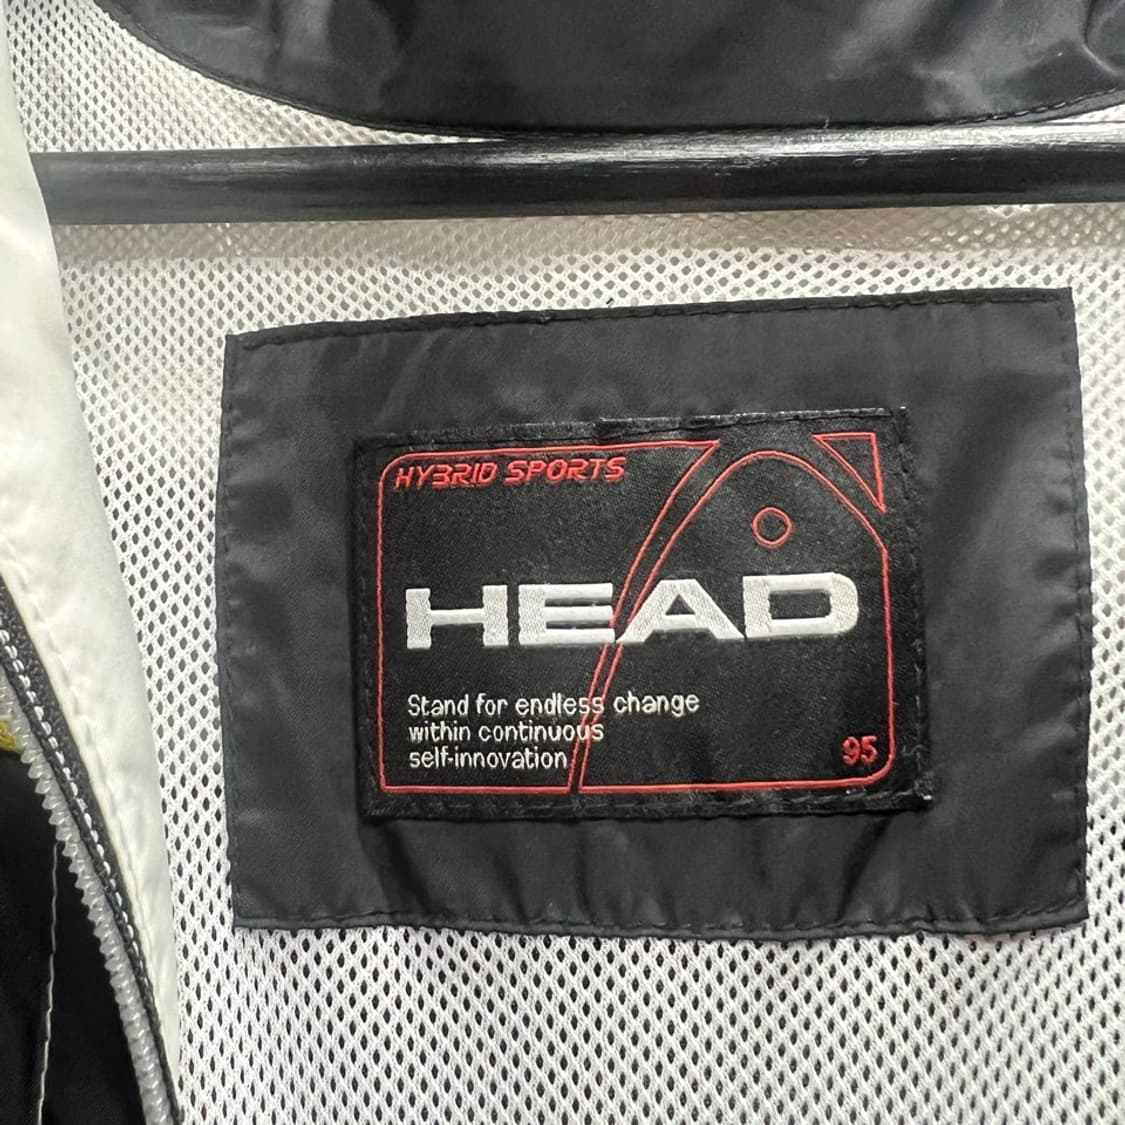 HYBRID SPORTS
HEAD
Stand for endless change
within continuous
self-innovation
95